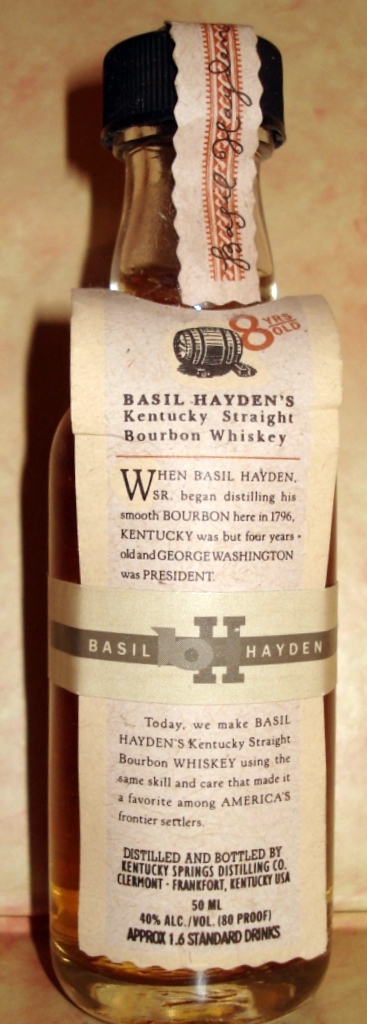 Basil Hayden
8 YRS
OLD
BASIL HAYDEN'S
Kentucky Straight
Bourbon Whiskey
WHEN BASIL HAYDEN,
SR. began distilling his
smooth BOURBON here in 1796,
KENTUCKY was but four years -
old and GEORGE WASHINGTON
was PRESIDENT.
BASIL bH HAYDEN
Today, we make BASIL
HAYDEN'S Kentucky Straight
Bourbon WHISKEY using the
same skill and care that made it
a favorite among AMERICA'S
frontier settlers.
DISTILLED AND BOTTLED BY
KENTUCKY SPRINGS DISTILLING CO.
CLERMONT - FRANKFORT, KENTUCKY USA
50 ML
40% ALC./VOL. (80 PROOF)
APPROX 1.6 STANDARD DRINKS